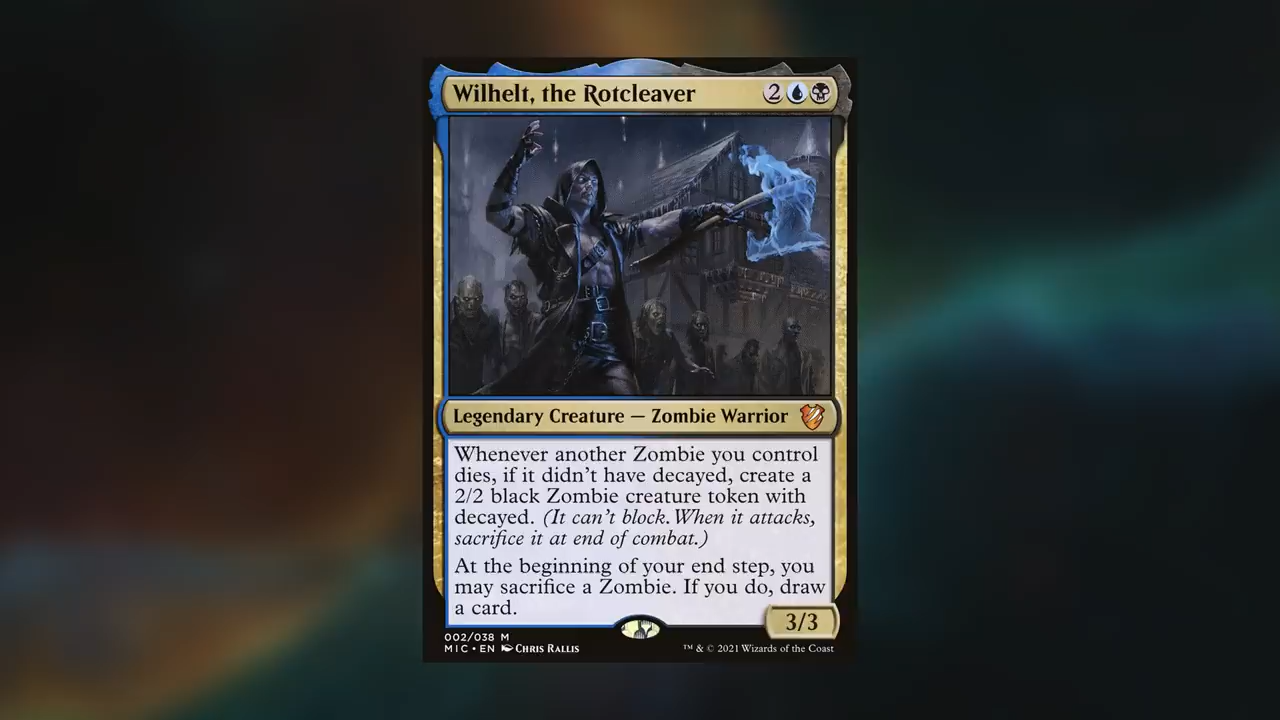 Wilhelt, the Rotcleaver 2
Legendary Creature — Zombie Warrior
Whenever another Zombie you control
dies, if it didn't have decayed, create a
2/2 black Zombie creature token with
decayed. (It can't block. When it attacks,
sacrifice it at end of combat.)
At the beginning of your end step, you
may sacrifice a Zombie. If you do, draw
a card.
3/3
002/038 M
MIC • EN CHRIS RALLIS
™ & © 2021 Wizards of the Coast